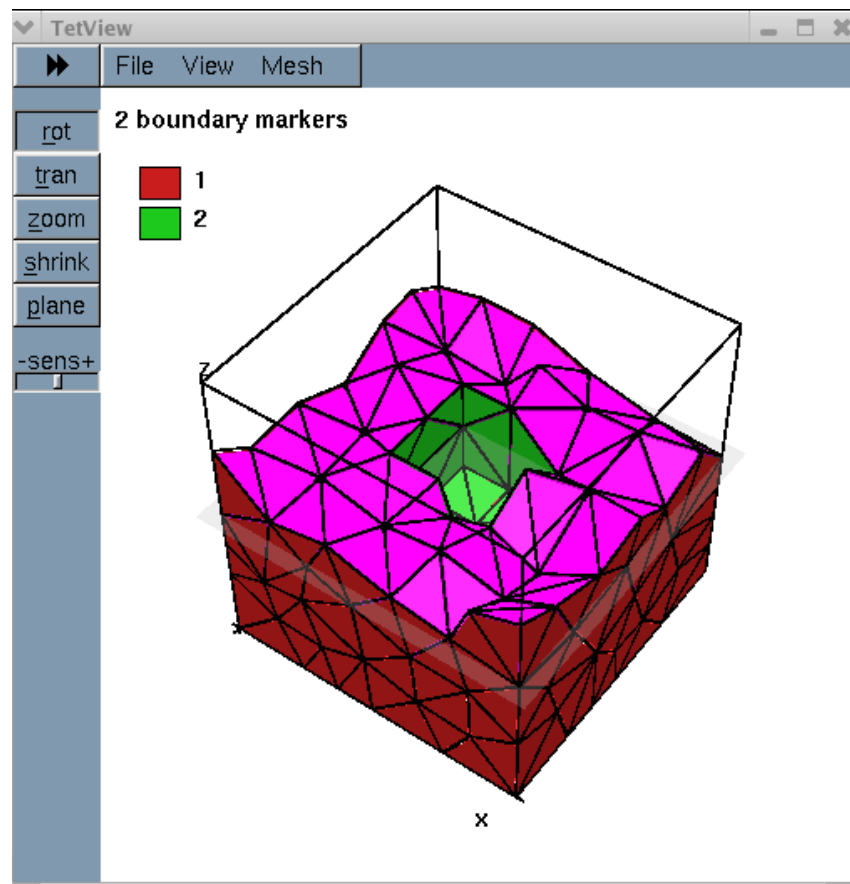 TetView
File View Mesh
rot
tran
zoom
shrink
plane
-sens+
2 boundary markers
1
2
z
x